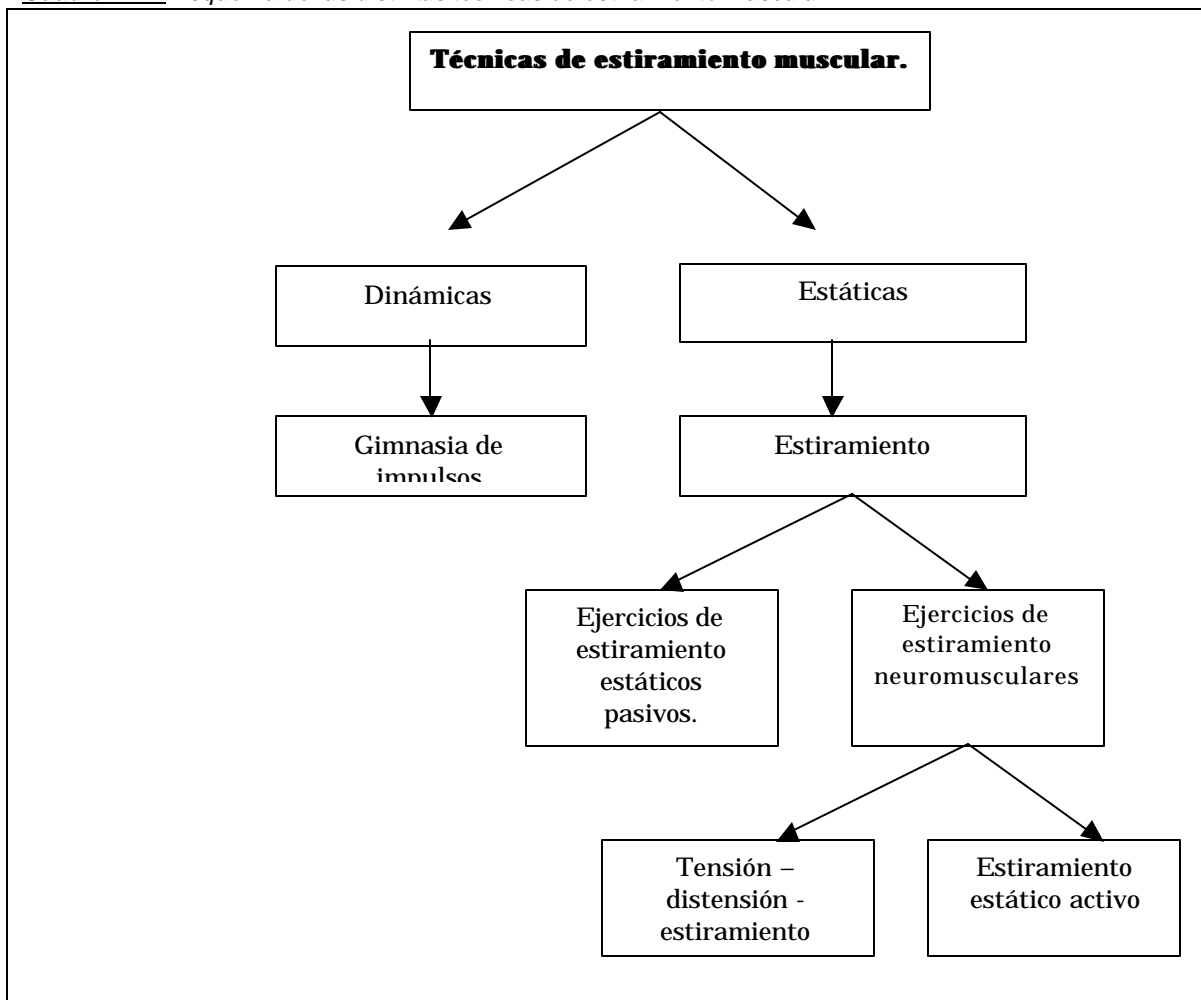 Técnicas de estiramiento muscular.
Dinámicas
Estáticas
Gimnasia de
impulsos
Estiramiento
Ejercicios de
estiramiento
estáticos
pasivos.
Ejercicios de
estiramiento
neuromusculares
Tensión –
distensión -
estiramiento
Estiramiento
estático activo